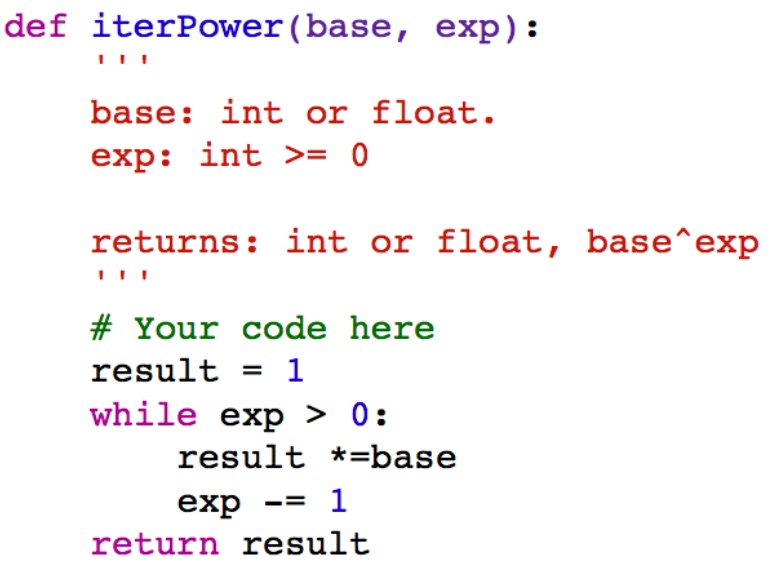 def iterPower(base, exp):
    '''
    base: int or float.
    exp: int >= 0

    returns: int or float, base^exp
    '''
    # Your code here
    result = 1
    while exp > 0:
        result *=base
        exp -= 1
    return result